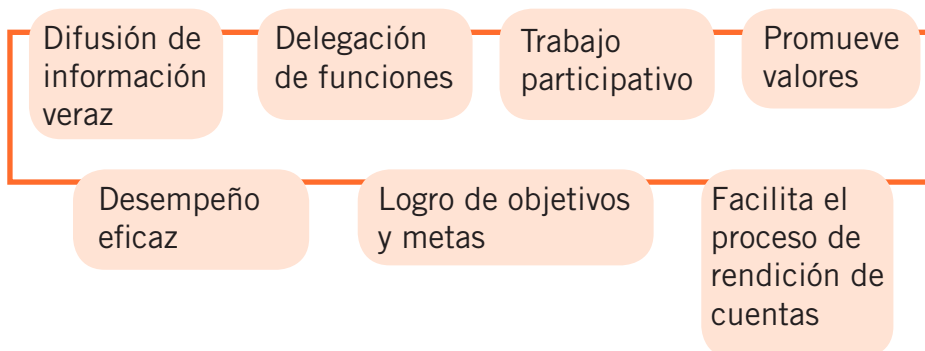 Difusión de
información
veraz
Delegación
de funciones
Trabajo
participativo
Promueve
valores
Desempeño
eficaz
Logro de objetivos
y metas
Facilita el
proceso de
rendición de
cuentas